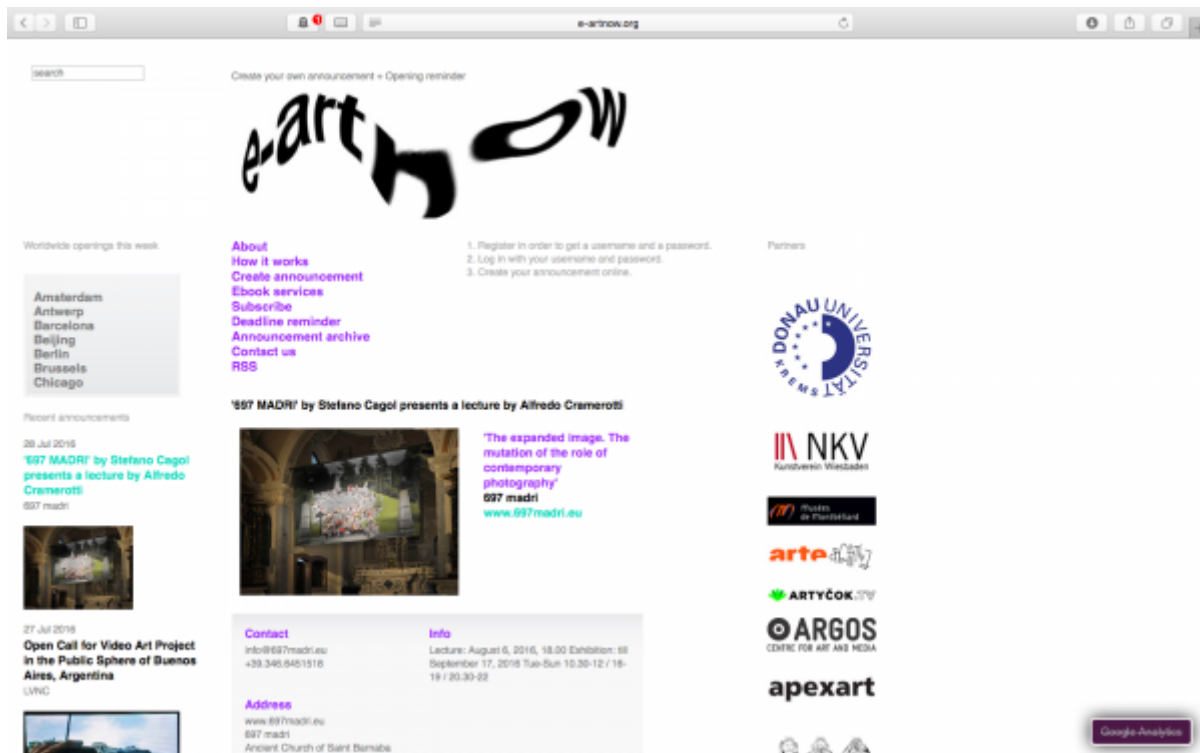 e-artnow.org
search
Create your own announcement + Opening reminder
e-art now
Worldwide openings this week
Amsterdam
Antwerp
Barcelona
Beijing
Berlin
Brussels
Chicago
Recent announcements
28 Jul 2016
'697 MADRI' by Stefano Cagol
presents a lecture by Alfredo
Cramerotti
697 madri
27 Jul 2016
Open Call for Video Art Project
in the Public Sphere of Buenos
Aires, Argentina
LVNC
About
How it works
Create announcement
Ebook services
Subscribe
Deadline reminder
Announcement archive
Contact us
RSS
1. Register in order to get a username and a password.
2. Log in with your username and password.
3. Create your announcement online.
'697 MADRI' by Stefano Cagol presents a lecture by Alfredo Cramerotti
'The expanded image. The
mutation of the role of
contemporary
photography'
697 madri
www.697madri.eu
Contact
info@697madri.eu
+39.346.6451518
Info
Lecture: August 6, 2016, 18.00 Exhibition: till
September 17, 2016 Tue-Sun 10.30-12 / 16-
19 / 20.30-22
Address
www.697madri.eu
697 madri
Ancient Church of Saint Barnaba
Partners
DONAU UNIVERSITÄT KREMS
NKV
Kunstverein Wiesbaden
Musées
de Montbéliard
arte
ARTYČOK.TV
ARGOS
CENTRE FOR ART AND MEDIA
apexart
Google Analytics